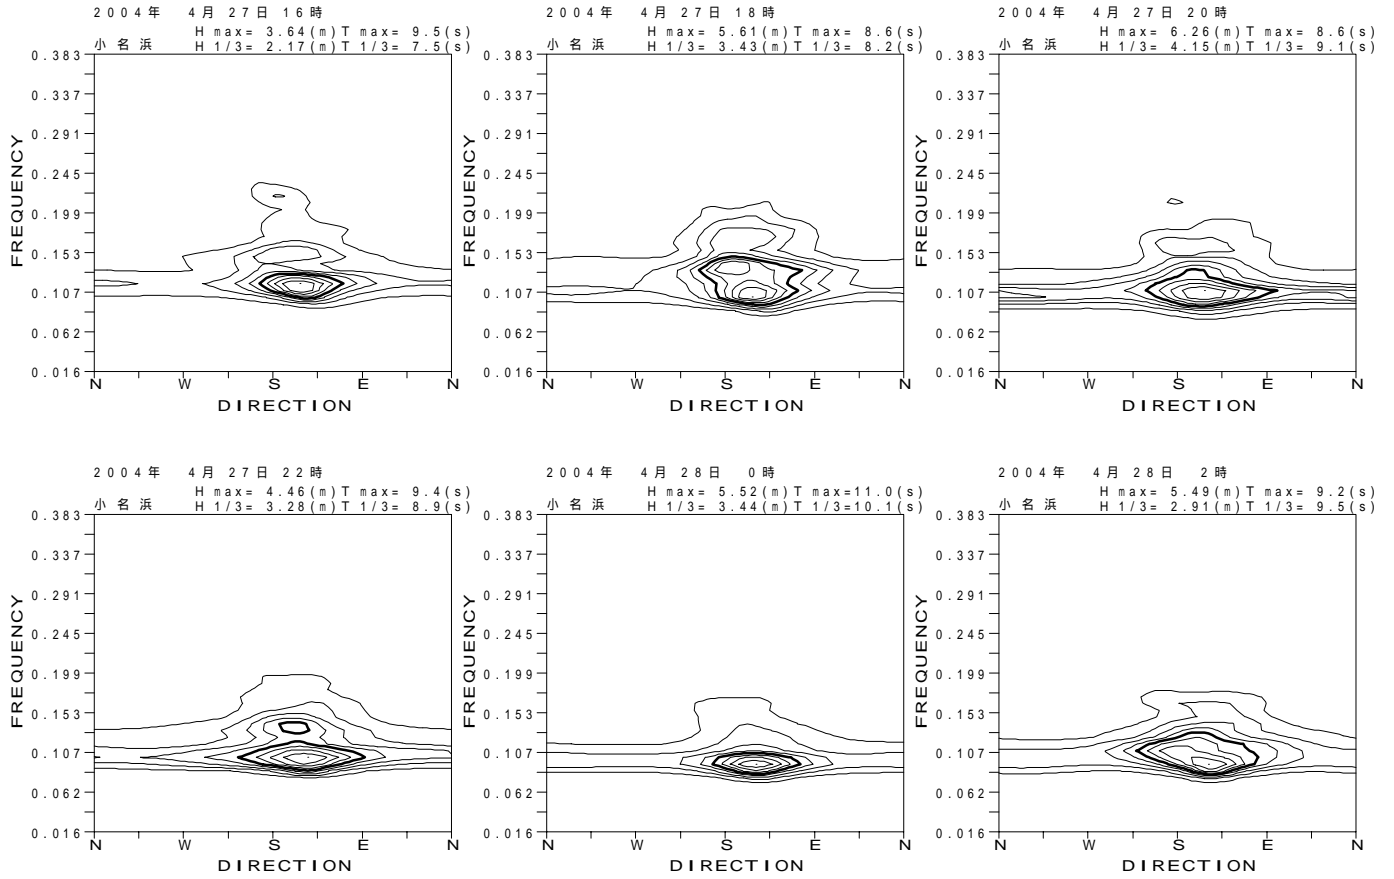 2004年 4月 27日 16時
H max= 3.64(m) T max= 9.5(s)
小名浜 H 1/3= 2.17(m) T 1/3= 7.5(s)
0.383
0.337
0.291
0.245
0.199
0.153
0.107
0.062
0.016
FREQUENCY
N W S E N
DIRECTION
2004年 4月 27日 18時
H max= 5.61(m) T max= 8.6(s)
小名浜 H 1/3= 3.43(m) T 1/3= 8.2(s)
0.383
0.337
0.291
0.245
0.199
0.153
0.107
0.062
0.016
FREQUENCY
N W S E N
DIRECTION
2004年 4月 27日 20時
H max= 6.26(m) T max= 8.6(s)
小名浜 H 1/3= 4.15(m) T 1/3= 9.1(s)
0.383
0.337
0.291
0.245
0.199
0.153
0.107
0.062
0.016
FREQUENCY
N W S E N
DIRECTION
2004年 4月 27日 22時
H max= 4.46(m) T max= 9.4(s)
小名浜 H 1/3= 3.28(m) T 1/3= 8.9(s)
0.383
0.337
0.291
0.245
0.199
0.153
0.107
0.062
0.016
FREQUENCY
N W S E N
DIRECTION
2004年 4月 28日 0時
H max= 5.52(m) T max=11.0(s)
小名浜 H 1/3= 3.44(m) T 1/3=10.1(s)
0.383
0.337
0.291
0.245
0.199
0.153
0.107
0.062
0.016
FREQUENCY
N W S E N
DIRECTION
2004年 4月 28日 2時
H max= 5.49(m) T max= 9.2(s)
小名浜 H 1/3= 2.91(m) T 1/3= 9.5(s)
0.383
0.337
0.291
0.245
0.199
0.153
0.107
0.062
0.016
FREQUENCY
N W S E N
DIRECTION